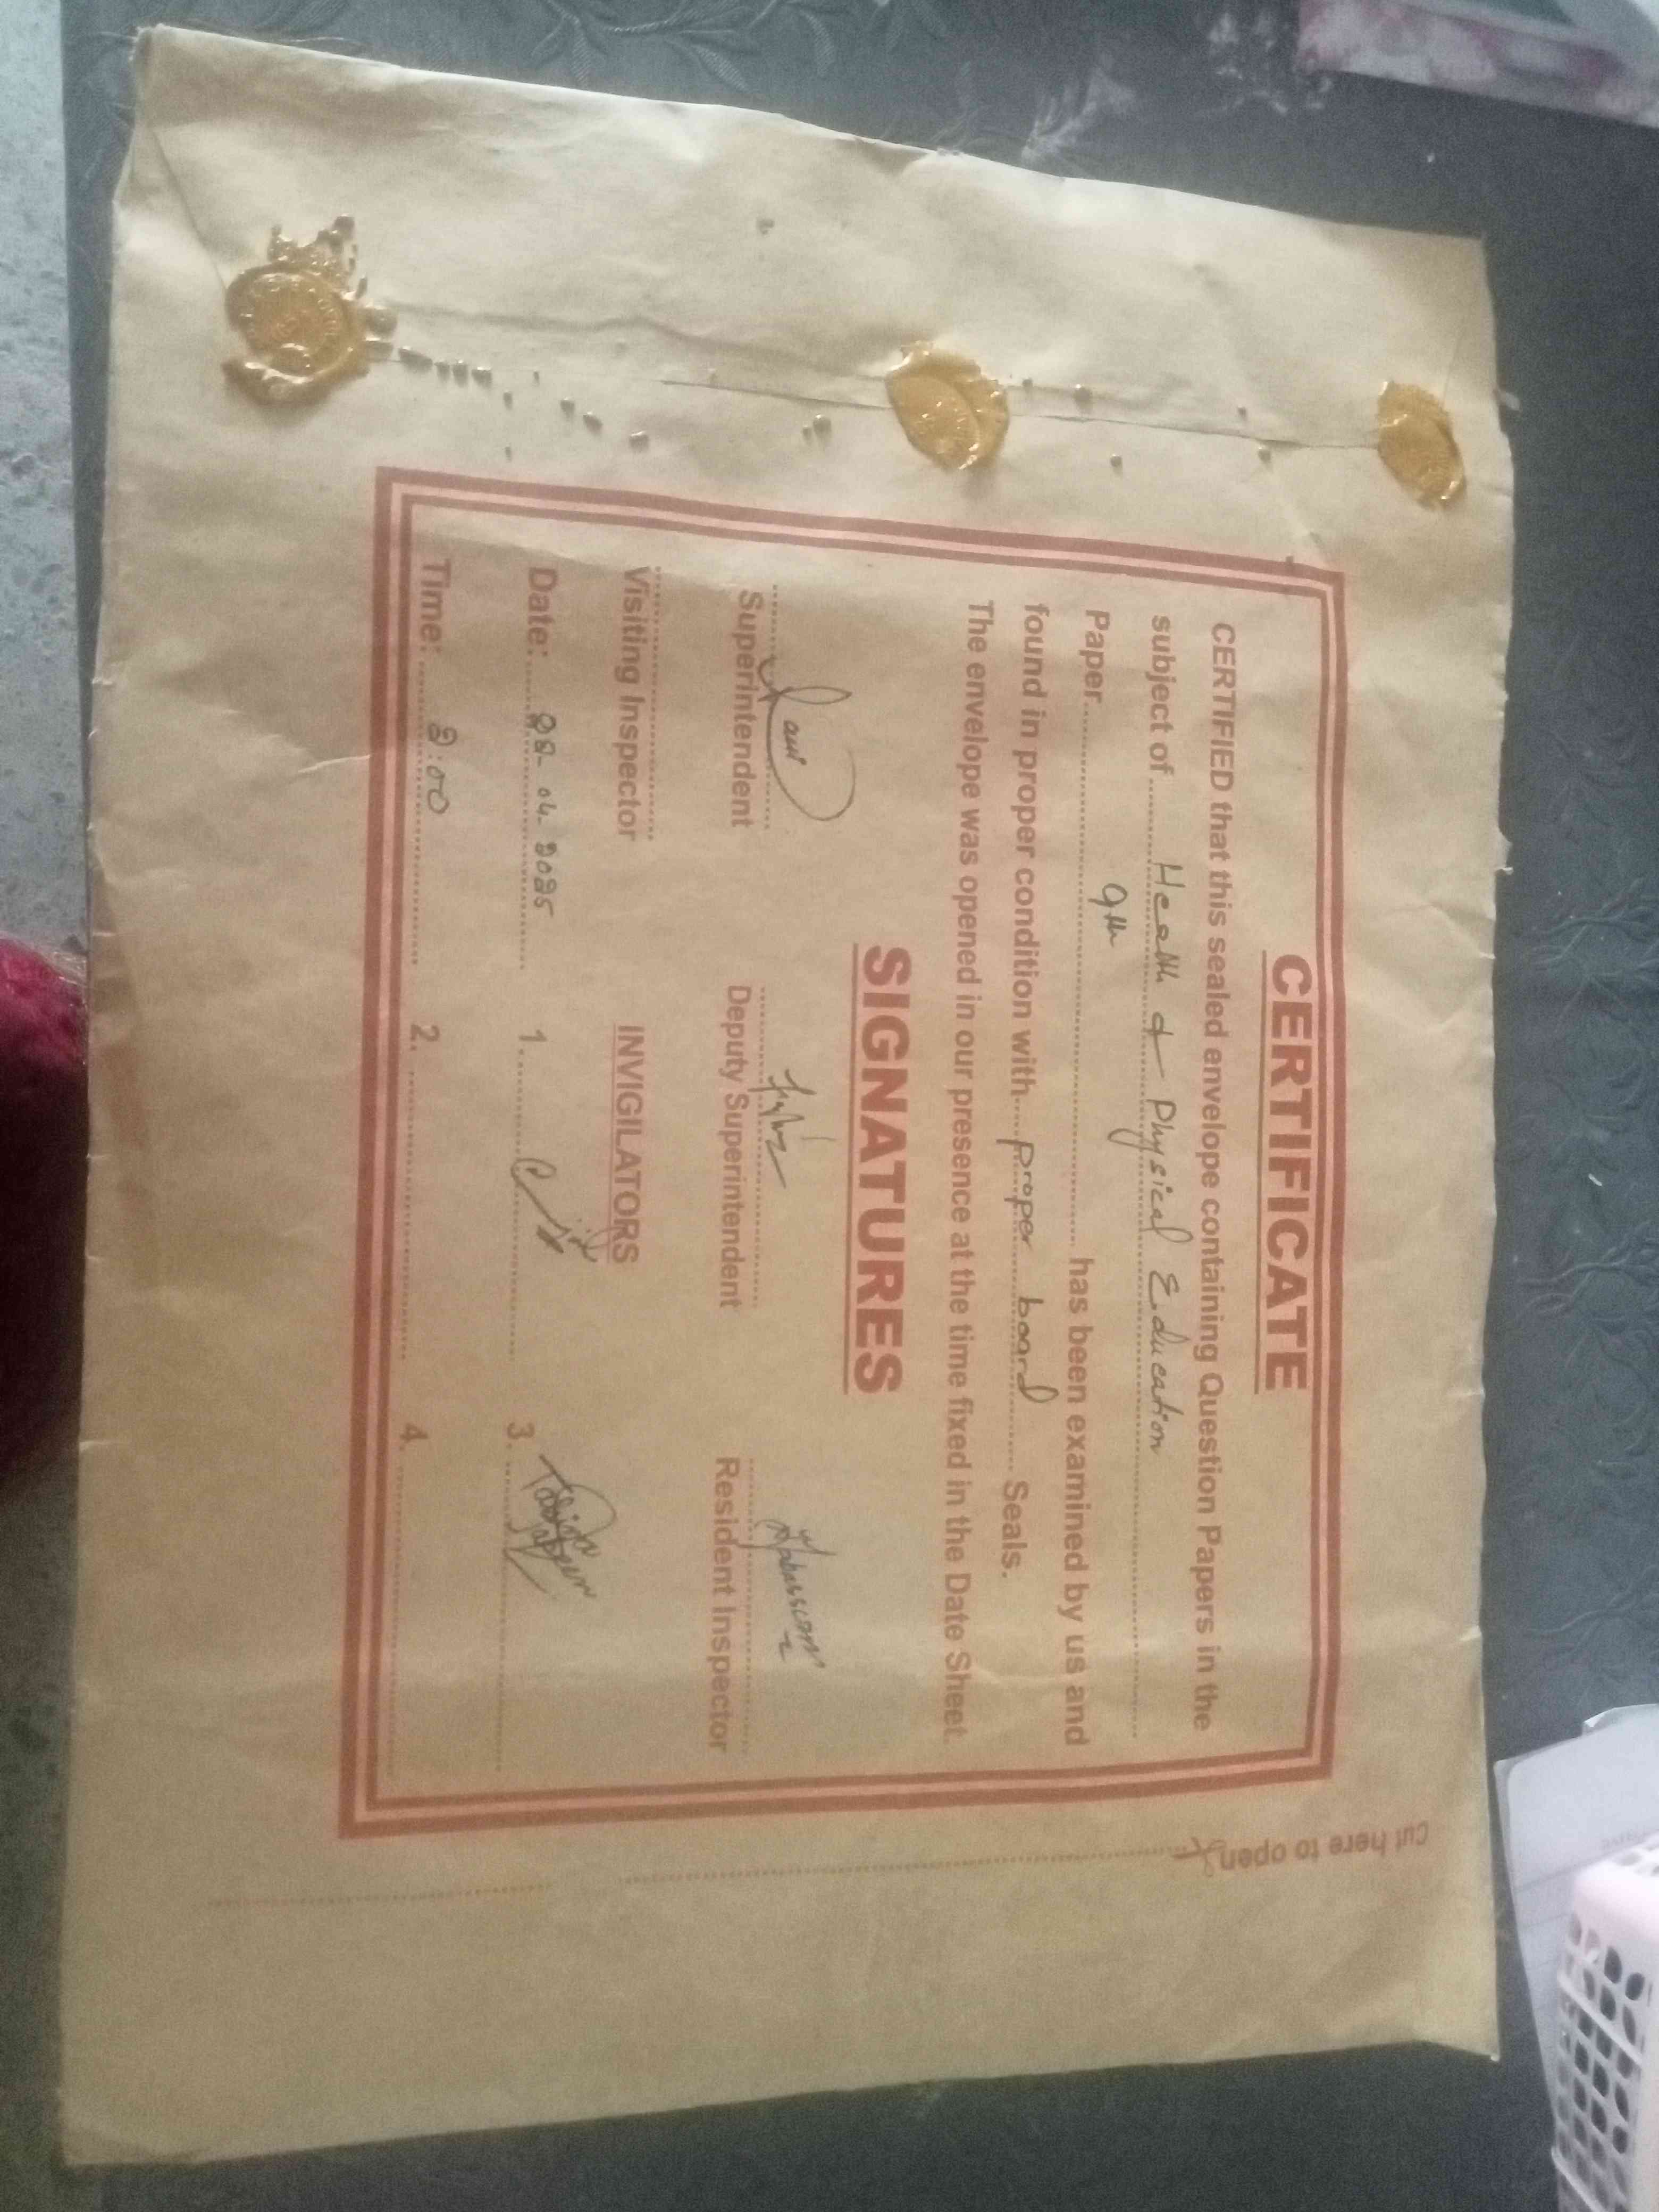 CERTIFICATE
CERTIFIED that this sealed envelope containing Question Papers in the
subject of Health & Physical Education
Paper 9th has been examined by us and
found in proper condition with proper board Seals.
The envelope was opened in our presence at the time fixed in the Date Sheet.
SIGNATURES
Superintendent Deputy Superintendent Resident Inspector
Visiting Inspector INVIGILATORS
Date: 28-04-2025 1. 3.
Time: 2:00 2. 4.
Cut here to open